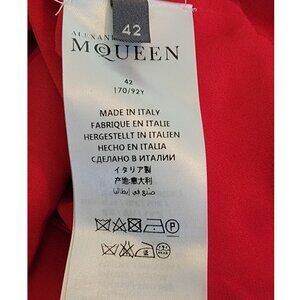 42
ALEXANDER
McQUEEN
42
170/92Y
MADE IN ITALY
FABRIQUE EN ITALIE
HERGESTELLT IN ITALIEN
HECHO EN ITALIA
СДЕЛАНО В ИТАЛИИ
イタリア製
产地:意大利
صنع في إيطاليا
P